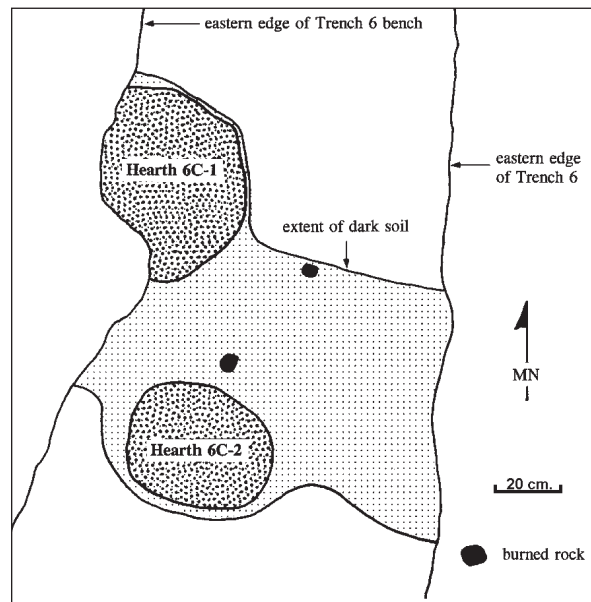 eastern edge of Trench 6 bench
Hearth 6C-1
eastern edge
of Trench 6
extent of dark soil
MN
Hearth 6C-2
20 cm.
burned rock